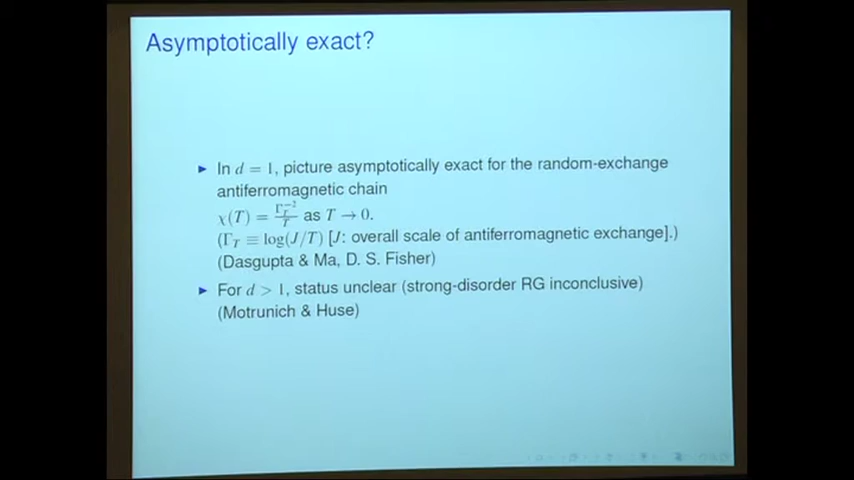 Asymptotically exact?
► In d = 1, picture asymptotically exact for the random-exchange
antiferromagnetic chain
χ(T) = Γ_T^{-2}/T as T → 0.
(Γ_T ≡ log(J/T) [J: overall scale of antiferromagnetic exchange].)
(Dasgupta & Ma, D. S. Fisher)
► For d > 1, status unclear (strong-disorder RG inconclusive)
(Motrunich & Huse)